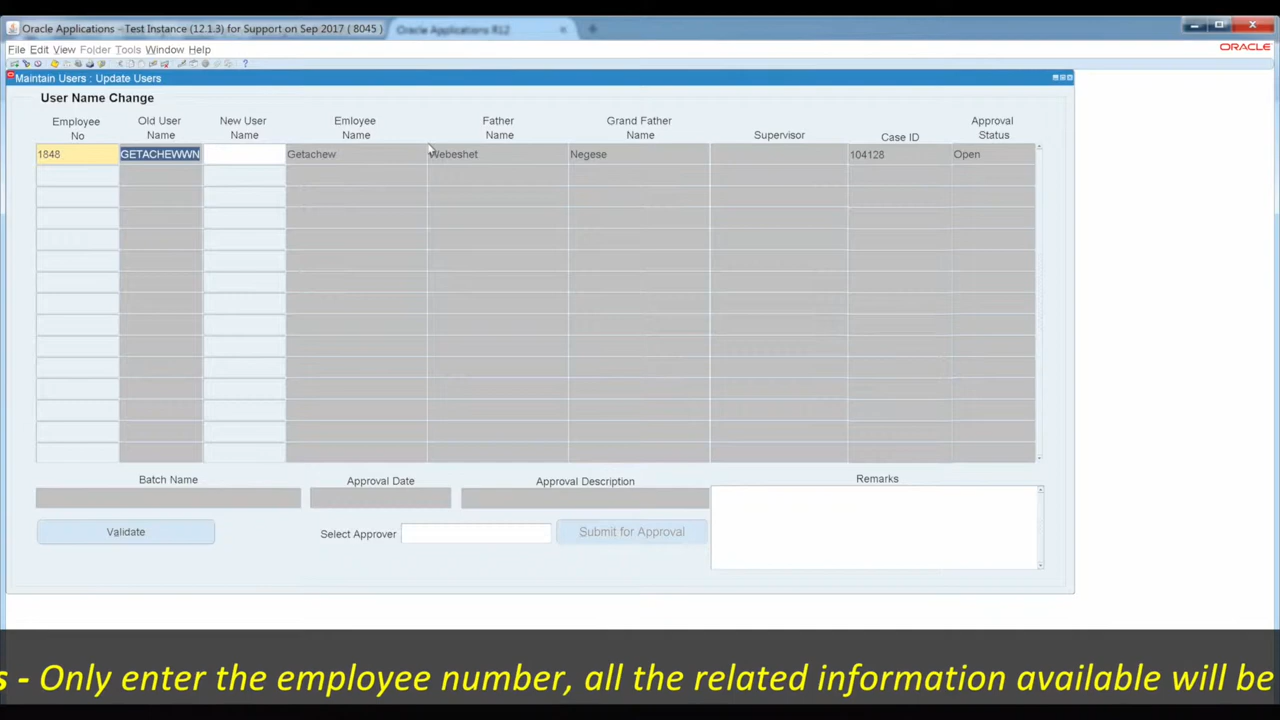 Oracle Applications - Test Instance (12.1.3) for Support on Sep 2017 ( 8045 )
Oracle Applications R12
File Edit View Folder Tools Window Help
ORACLE
Maintain Users : Update Users
User Name Change
Employee No
Old User Name
New User Name
Emloyee Name
Father Name
Grand Father Name
Supervisor
Case ID
Approval Status
1848 GETACHEWWN Getachew Webeshet Negese 104128 Open
Batch Name
Approval Date
Approval Description
Remarks
Validate
Select Approver
Submit for Approval
s - Only enter the employee number, all the related information available will be